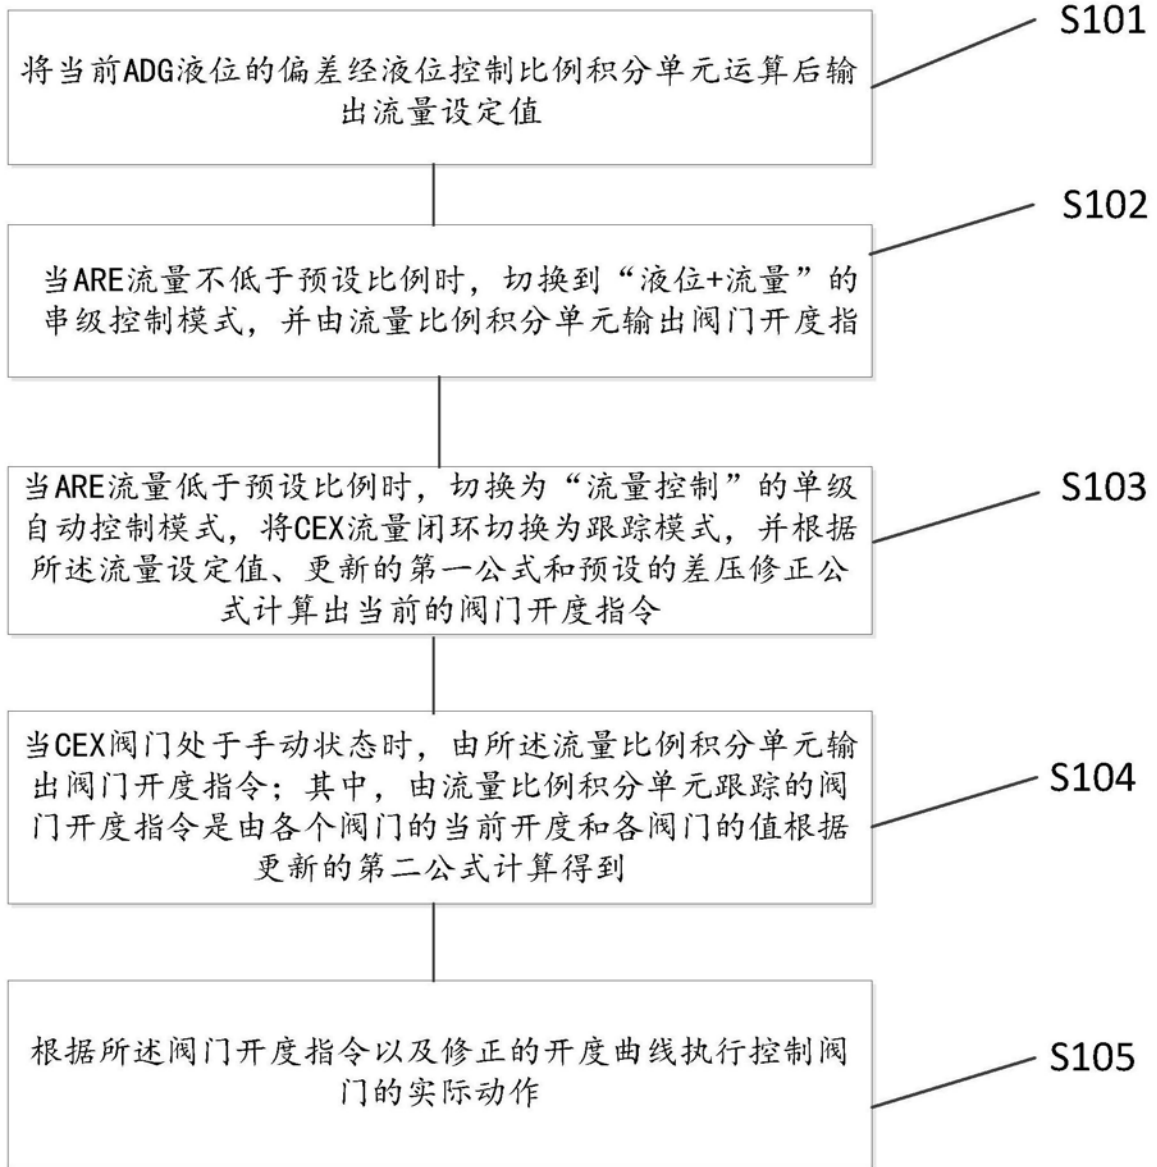 S101
将当前ADG液位的偏差经液位控制比例积分单元运算后输
出流量设定值
S102
当ARE流量不低于预设比例时，切换到“液位+流量”的
串级控制模式，并由流量比例积分单元输出阀门开度指
S103
当ARE流量低于预设比例时，切换为“流量控制”的单级
自动控制模式，将CEX流量闭环切换为跟踪模式，并根据
所述流量设定值、更新的第一公式和预设的差压修正公
式计算出当前的阀门开度指令
S104
当CEX阀门处于手动状态时，由所述流量比例积分单元输
出阀门开度指令；其中，由流量比例积分单元跟踪的阀
门开度指令是由各个阀门的当前开度和各阀门的值根据
更新的第二公式计算得到
S105
根据所述阀门开度指令以及修正的开度曲线执行控制阀
门的实际动作